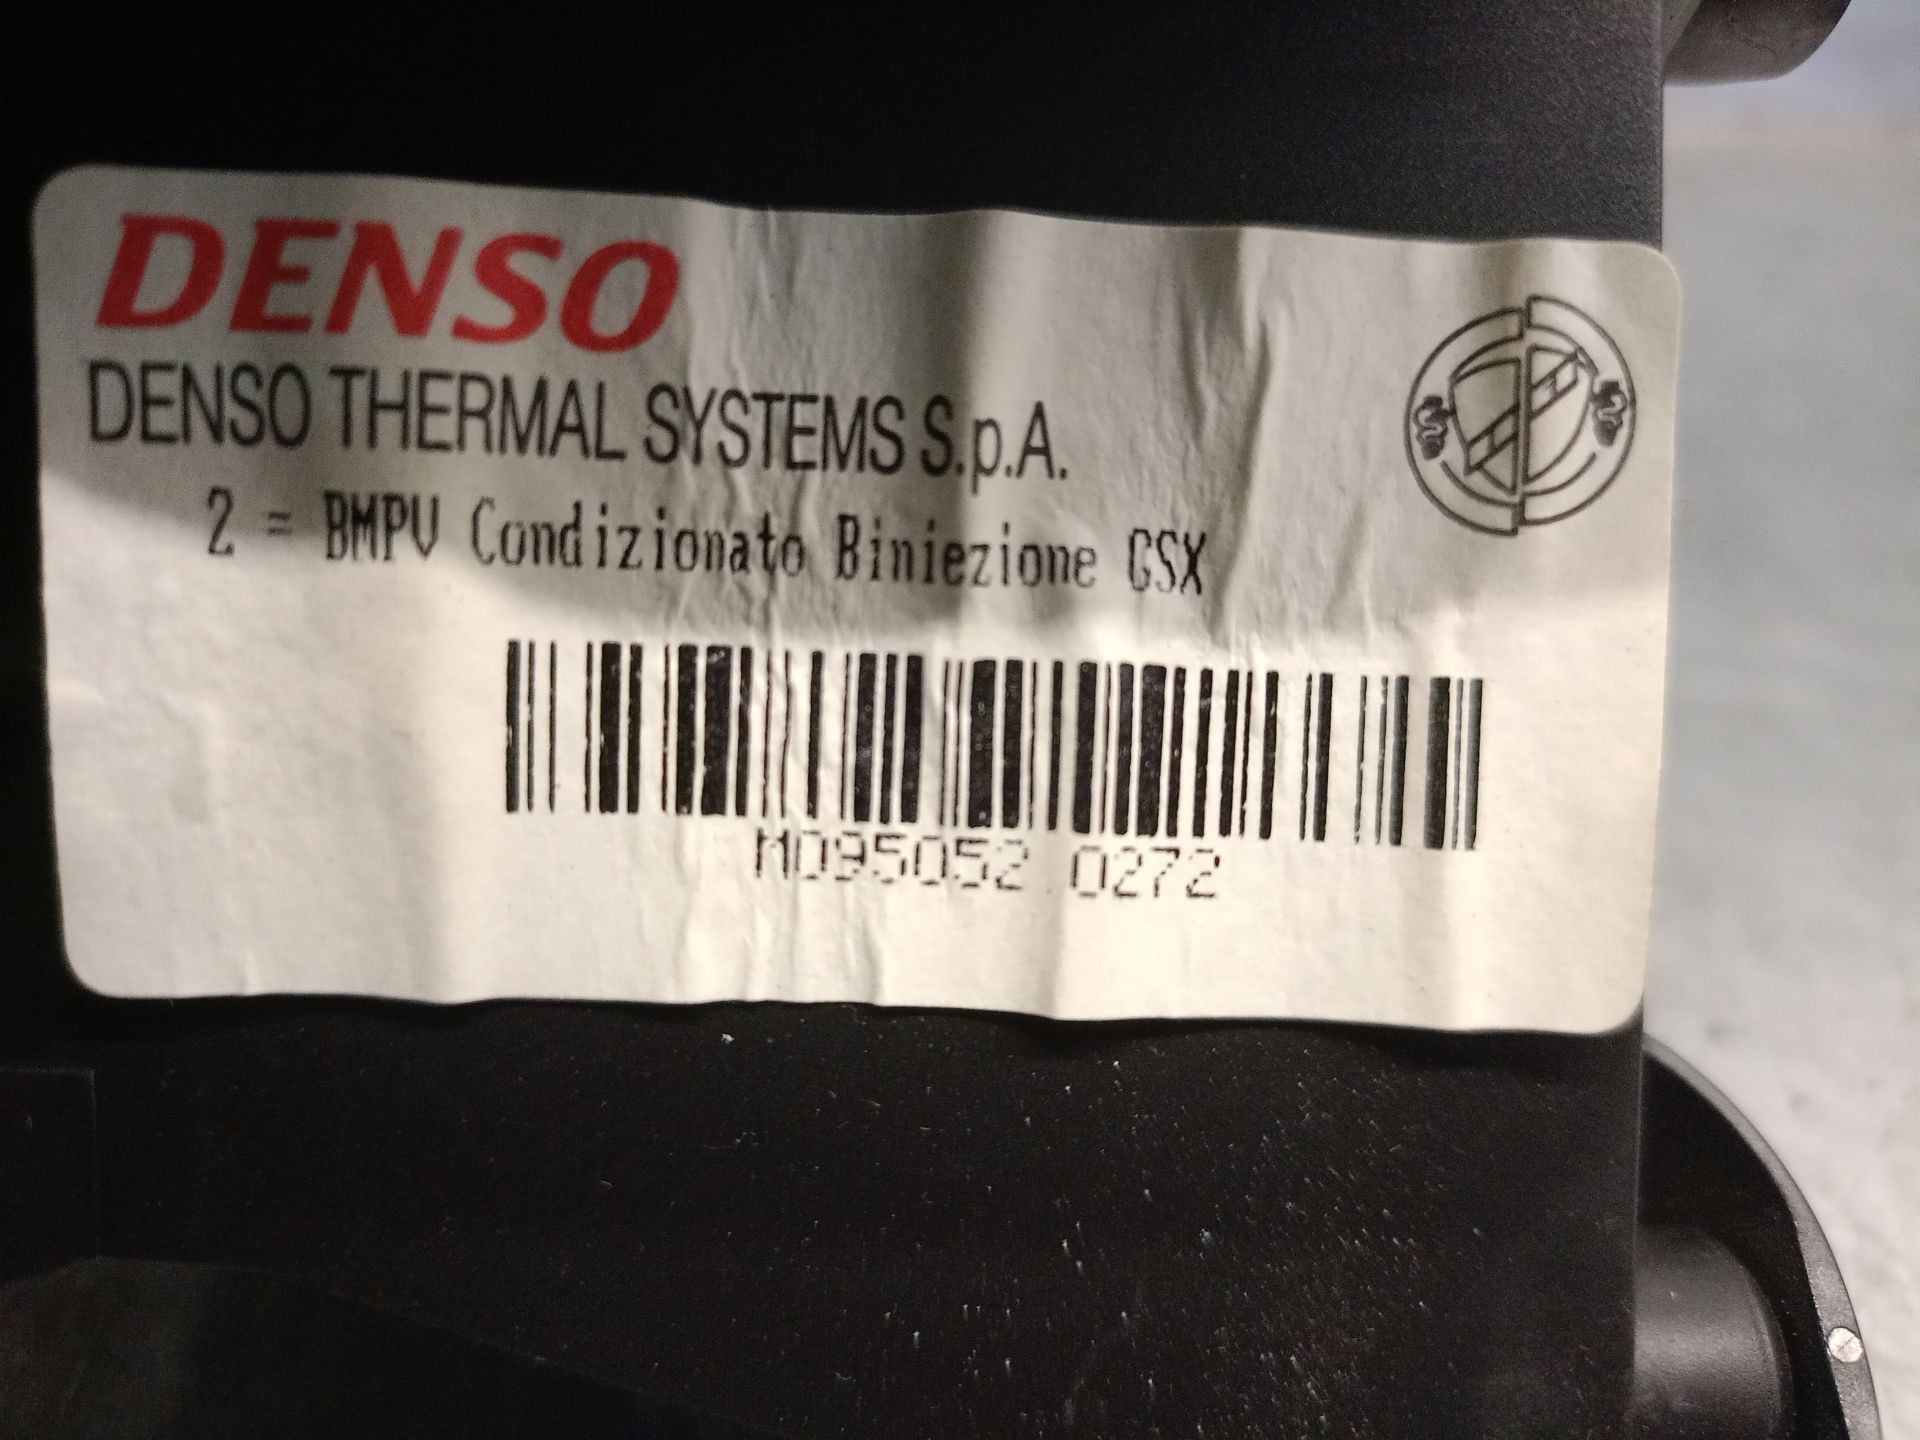 DENSO
DENSO THERMAL SYSTEMS S.p.A.
2 = BMPV Condizionato Biniezione GSX
M095052 0272